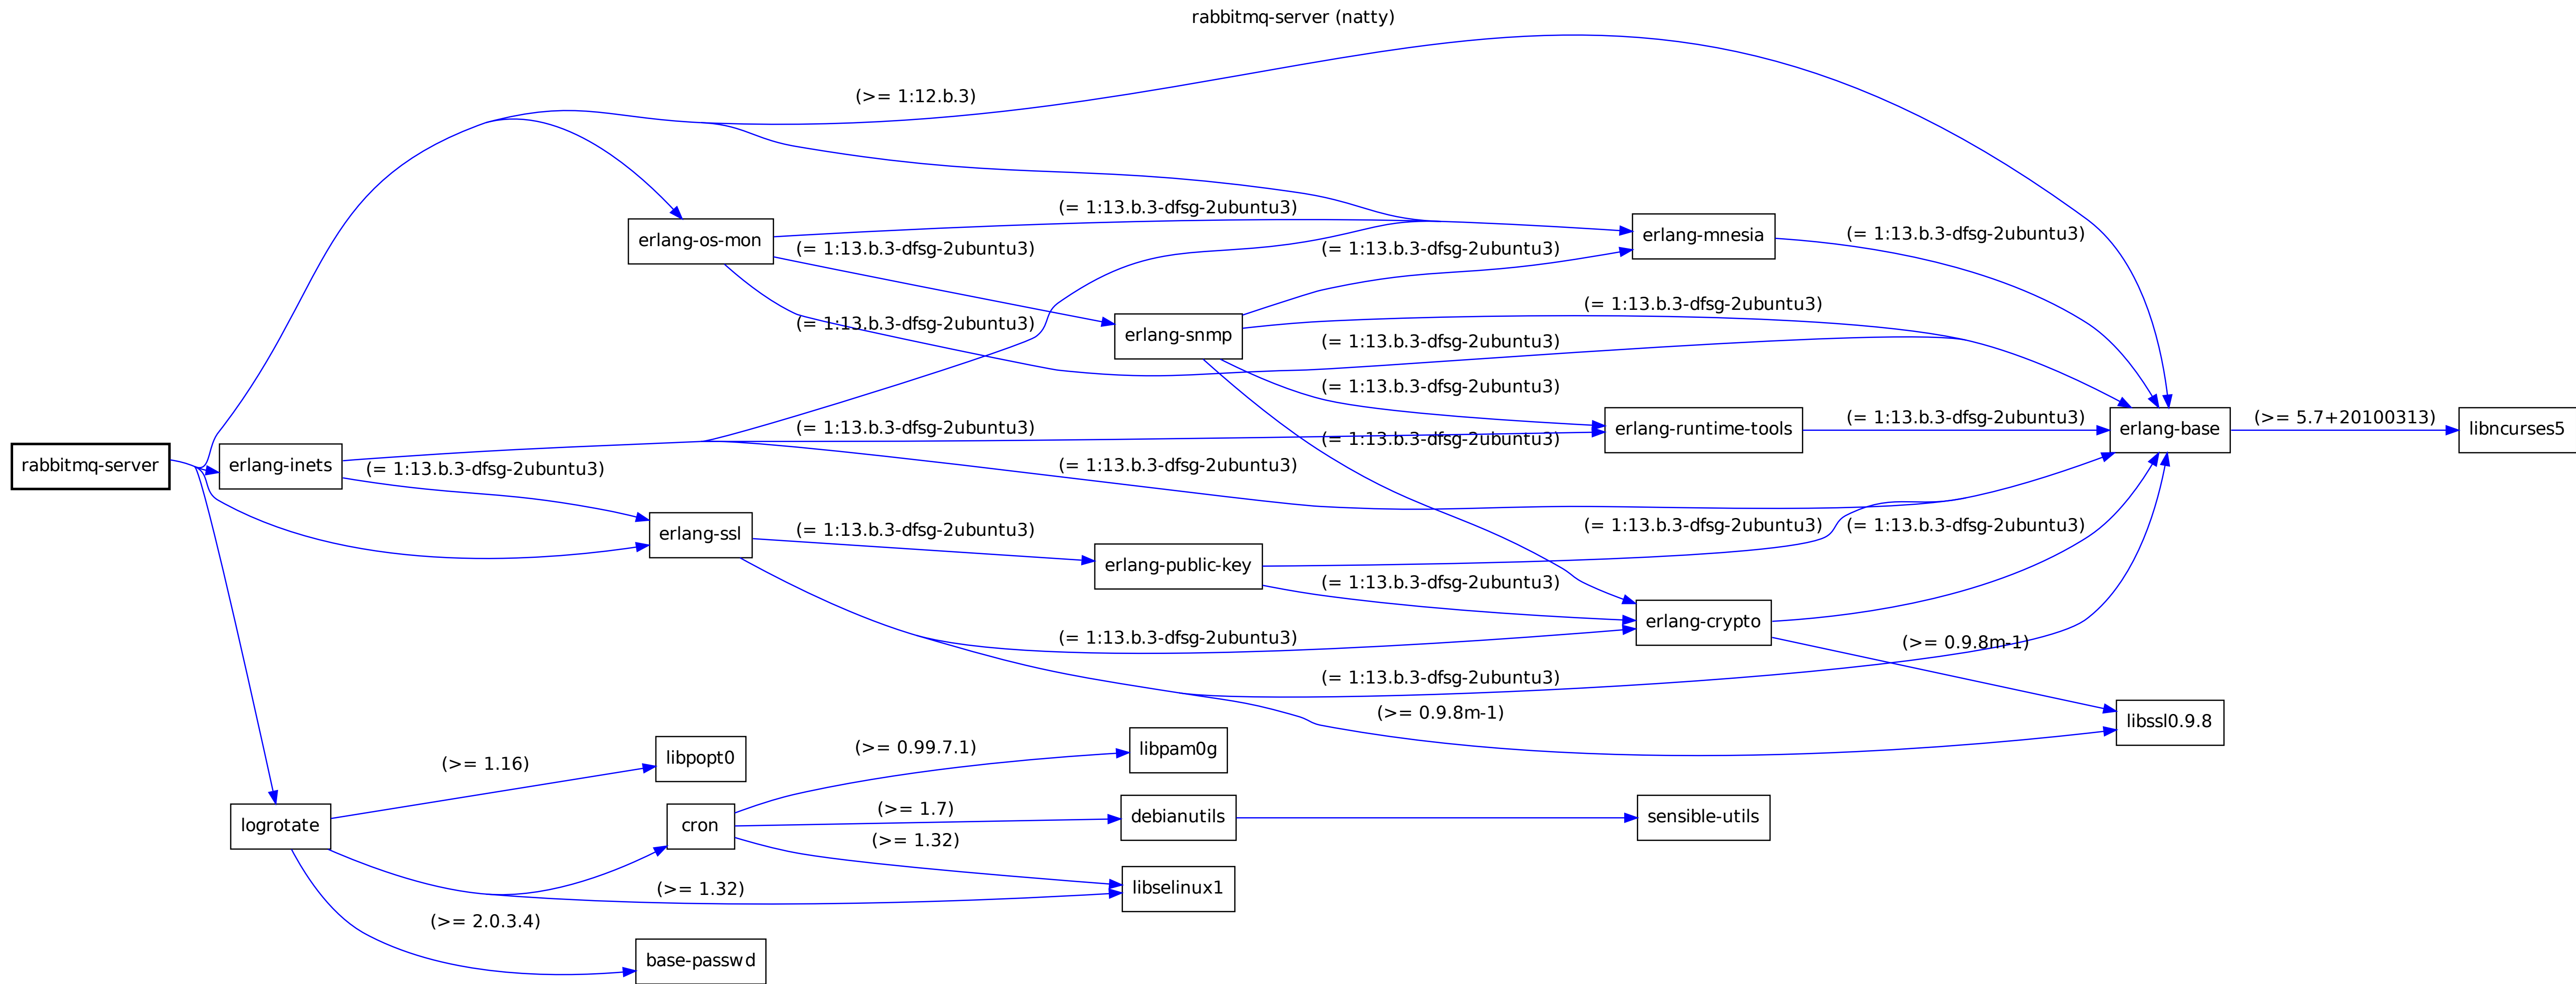 rabbitmq-server (natty)
(>= 1:12.b.3)
(= 1:13.b.3-dfsg-2ubuntu3)
erlang-os-mon
erlang-mnesia
(= 1:13.b.3-dfsg-2ubuntu3)
(= 1:13.b.3-dfsg-2ubuntu3)
(= 1:13.b.3-dfsg-2ubuntu3)
(= 1:13.b.3-dfsg-2ubuntu3)
(= 1:13.b.3-dfsg-2ubuntu3)
erlang-snmp
(= 1:13.b.3-dfsg-2ubuntu3)
(= 1:13.b.3-dfsg-2ubuntu3)
(= 1:13.b.3-dfsg-2ubuntu3)
(= 1:13.b.3-dfsg-2ubuntu3)
(>= 5.7+20100313)
(= 1:13.b.3-dfsg-2ubuntu3)
erlang-runtime-tools
erlang-base
libncurses5
(= 1:13.b.3-dfsg-2ubuntu3)
rabbitmq-server
erlang-inets
(= 1:13.b.3-dfsg-2ubuntu3)
(= 1:13.b.3-dfsg-2ubuntu3)
erlang-ssl
(= 1:13.b.3-dfsg-2ubuntu3)
(= 1:13.b.3-dfsg-2ubuntu3)
(= 1:13.b.3-dfsg-2ubuntu3)
erlang-public-key
(= 1:13.b.3-dfsg-2ubuntu3)
erlang-crypto
(= 1:13.b.3-dfsg-2ubuntu3)
(>= 0.9.8m-1)
(= 1:13.b.3-dfsg-2ubuntu3)
(>= 0.9.8m-1)
libssl0.9.8
(>= 1.16)
libpopt0
(>= 0.99.7.1)
libpam0g
logrotate
cron
(>= 1.7)
debianutils
sensible-utils
(>= 1.32)
(>= 1.32)
libselinux1
(>= 2.0.3.4)
base-passwd